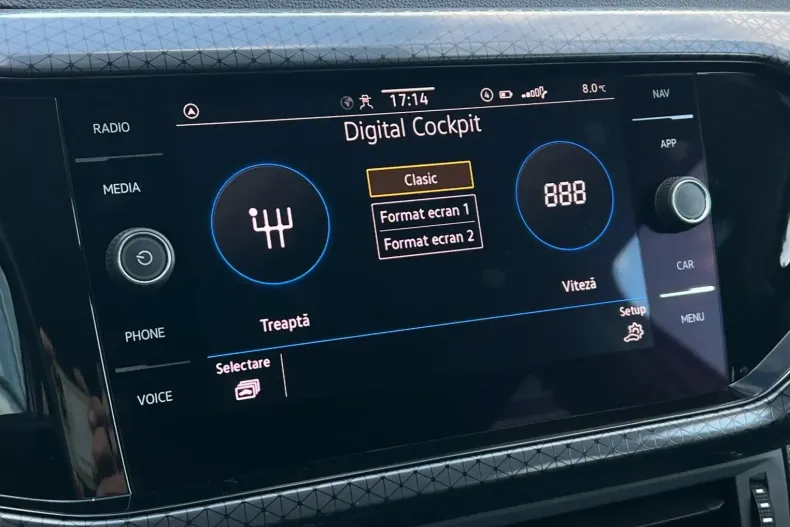 RADIO
MEDIA
PHONE
VOICE
17:14
4
8.0°C
Digital Cockpit
Clasic
Format ecran 1
Format ecran 2
888
Treaptă
Viteză
Selectare
Setup
NAV
APP
CAR
MENU